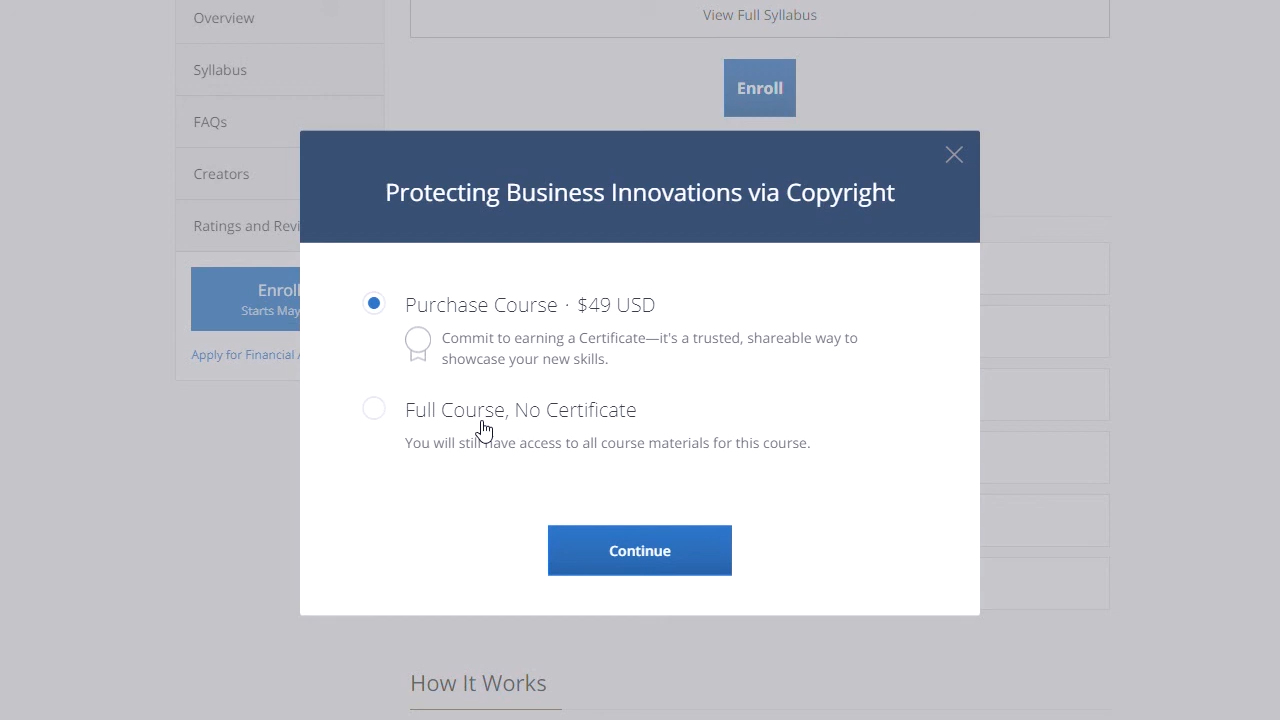 Overview
Syllabus
FAQs
Creators
Ratings and Revi
Enroll
Starts May
Apply for Financial A
View Full Syllabus
Enroll
Protecting Business Innovations via Copyright
Purchase Course · $49 USD
Commit to earning a Certificate—it's a trusted, shareable way to
showcase your new skills.
Full Course, No Certificate
You will still have access to all course materials for this course.
Continue
How It Works